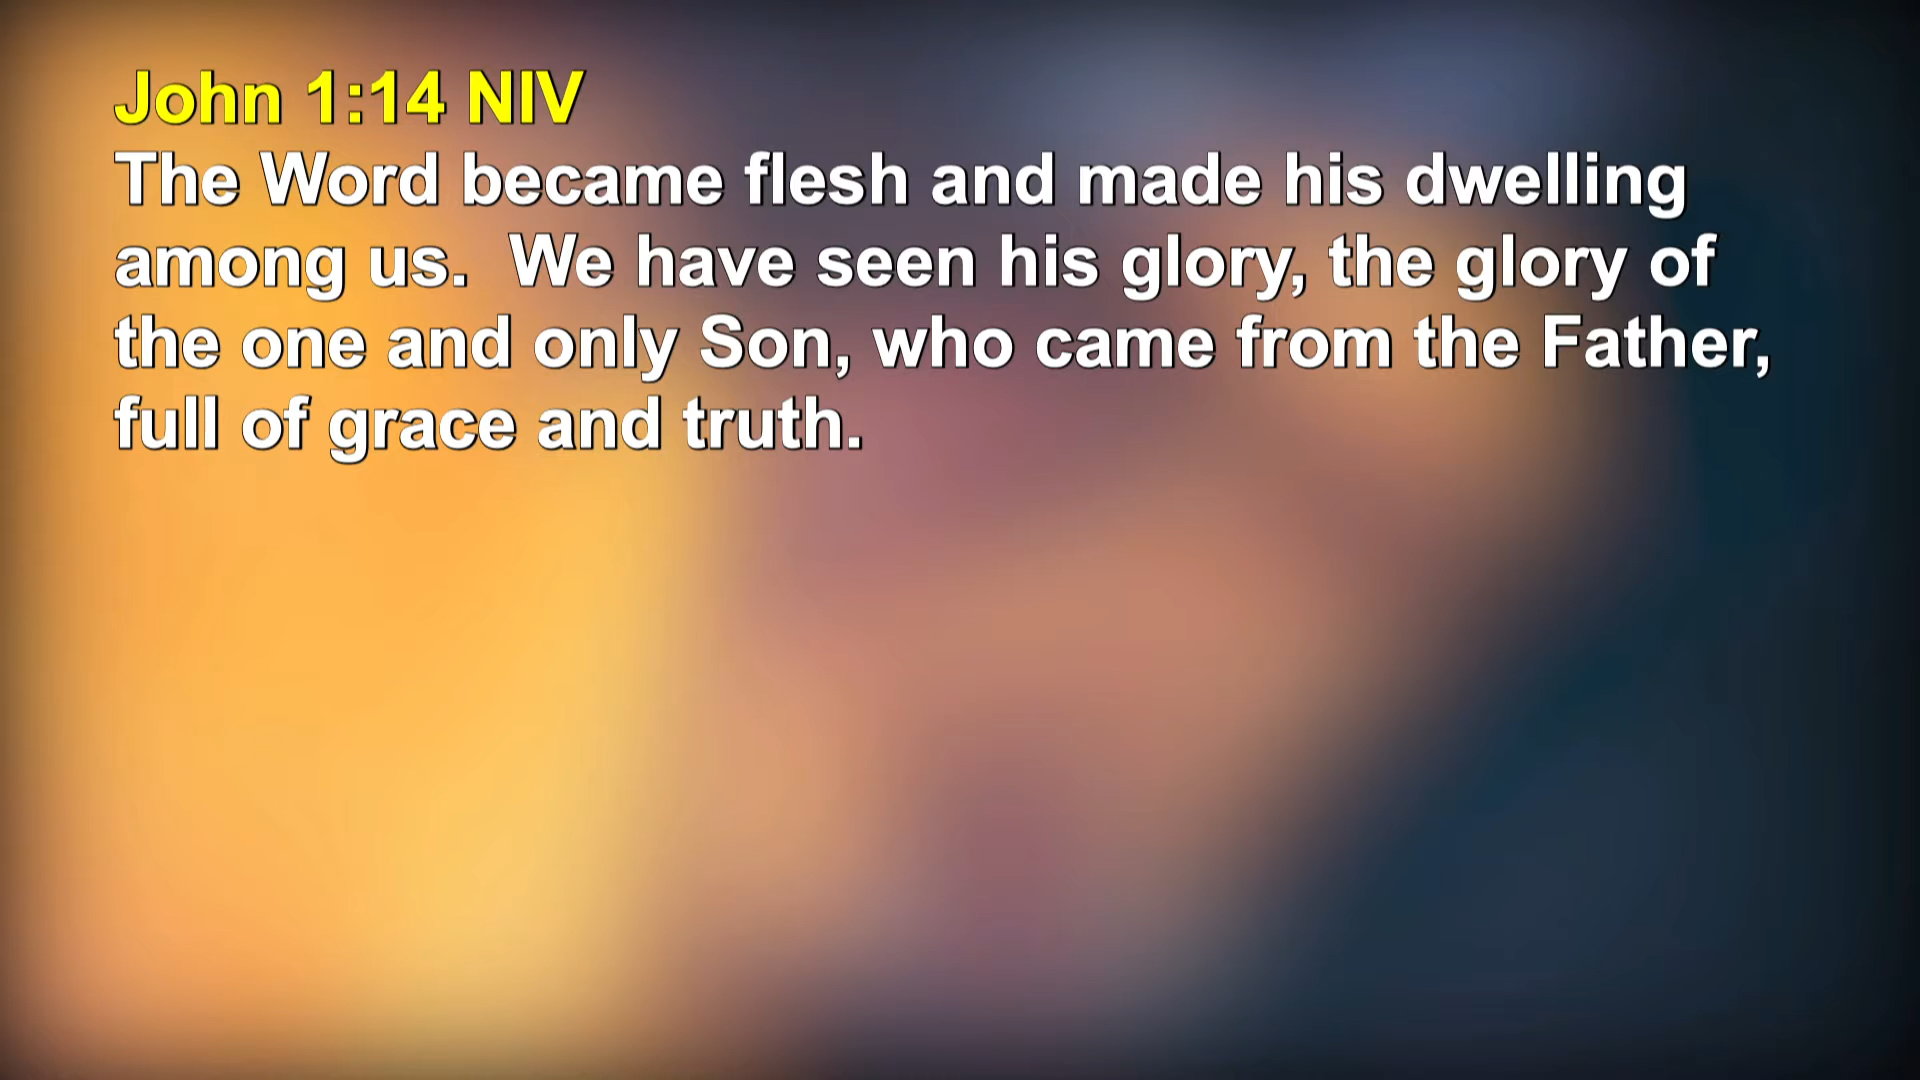 John 1:14 NIV
The Word became flesh and made his dwelling
among us.  We have seen his glory, the glory of
the one and only Son, who came from the Father,
full of grace and truth.